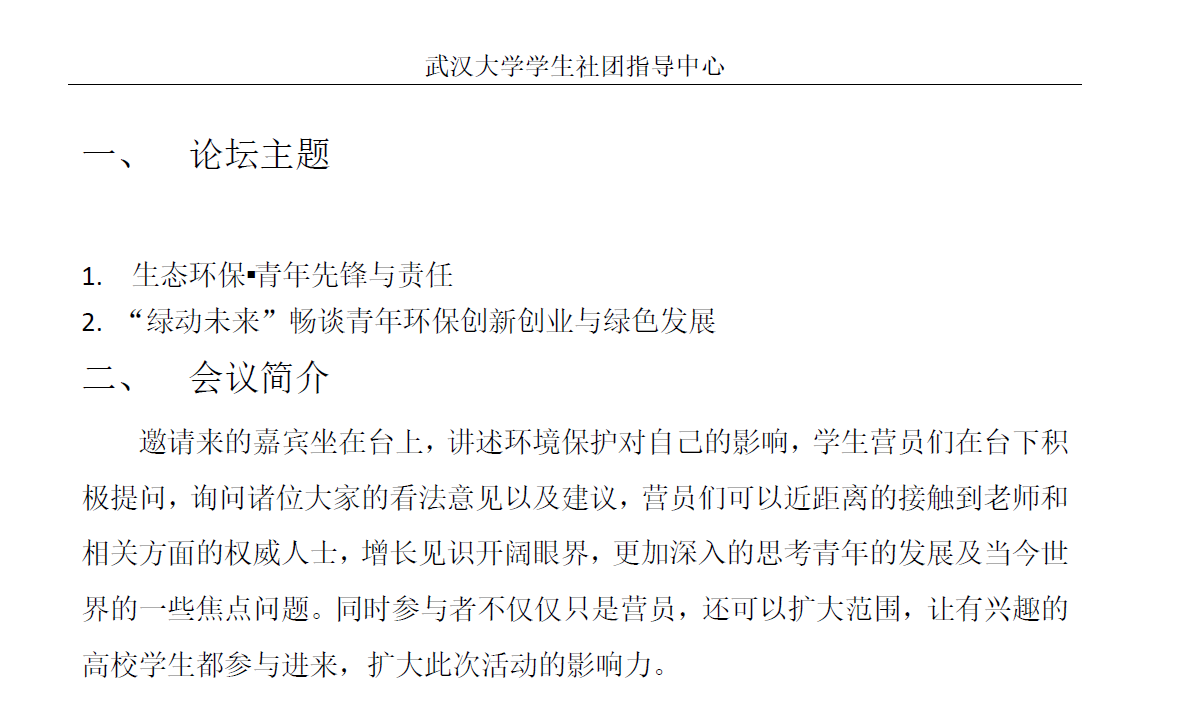 武汉大学学生社团指导中心
一、 论坛主题
1. 生态环保▪青年先锋与责任
2. “绿动未来”畅谈青年环保创新创业与绿色发展
二、 会议简介
邀请来的嘉宾坐在台上，讲述环境保护对自己的影响，学生营员们在台下积
极提问，询问诸位大家的看法意见以及建议，营员们可以近距离的接触到老师和
相关方面的权威人士，增长见识开阔眼界，更加深入的思考青年的发展及当今世
界的一些焦点问题。同时参与者不仅仅只是营员，还可以扩大范围，让有兴趣的
高校学生都参与进来，扩大此次活动的影响力。